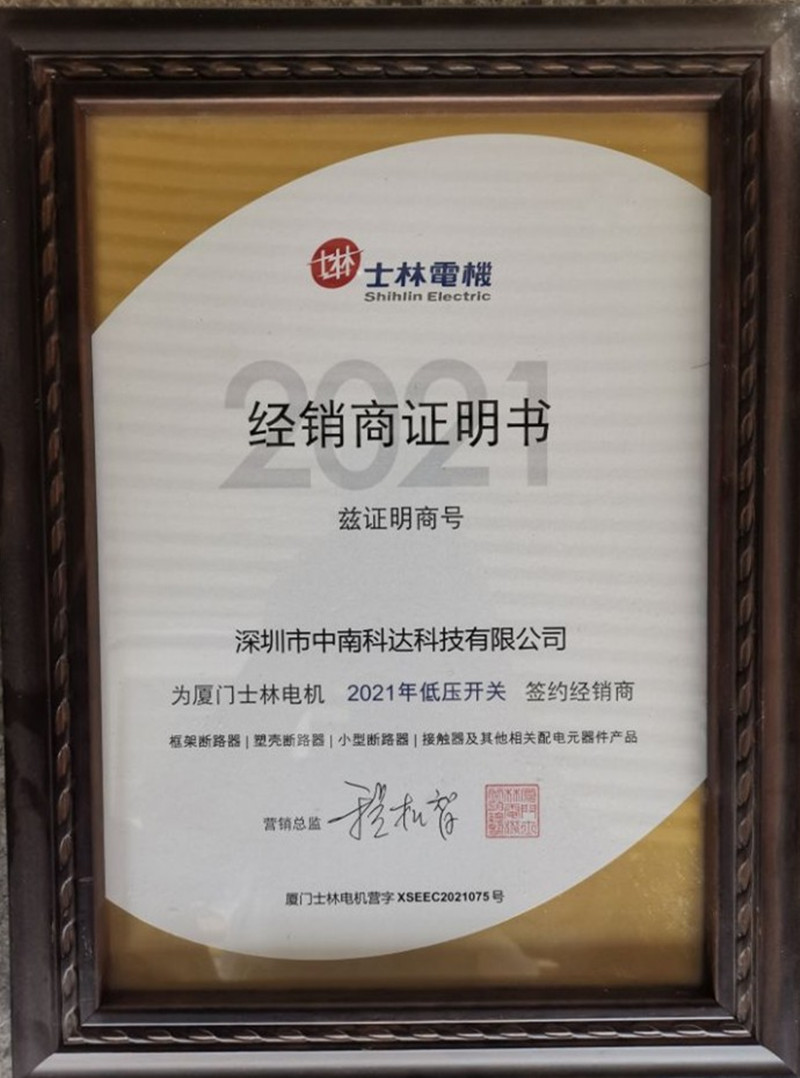 士林
士林電機
Shihlin Electric
2021
经销商证明书
兹证明商号
深圳市中南科达科技有限公司
为厦门士林电机 2021年低压开关 签约经销商
框架断路器 | 塑壳断路器 | 小型断路器 | 接触器及其他相关配电元器件产品
营销总监
厦门士林电机营字 XSEEC2021075 号